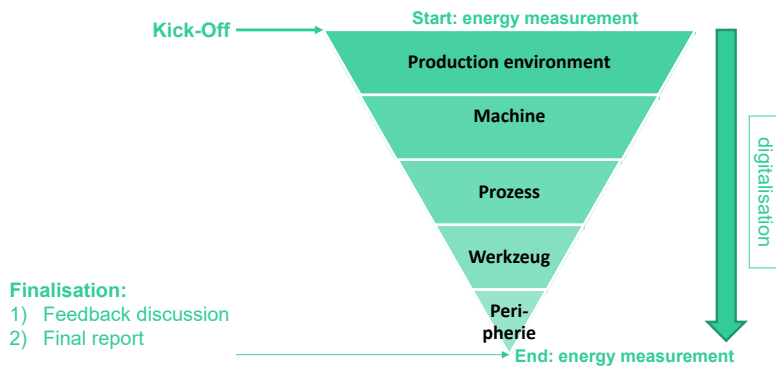 Start: energy measurement
Kick-Off
Production environment
Machine
digitalisation
Prozess
Werkzeug
Finalisation:
1) Feedback discussion
2) Final report
Peri-
pherie
End: energy measurement